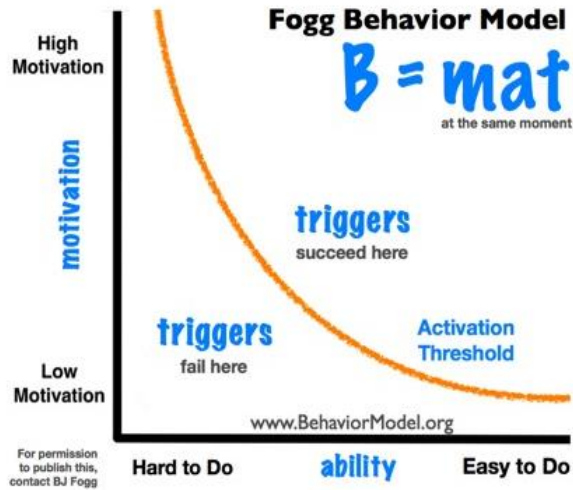 Fogg Behavior Model
B = mat
at the same moment
High
Motivation
motivation
triggers
succeed here
triggers
fail here
Activation
Threshold
Low
Motivation
www.BehaviorModel.org
For permission
to publish this,
contact BJ Fogg
Hard to Do
ability
Easy to Do